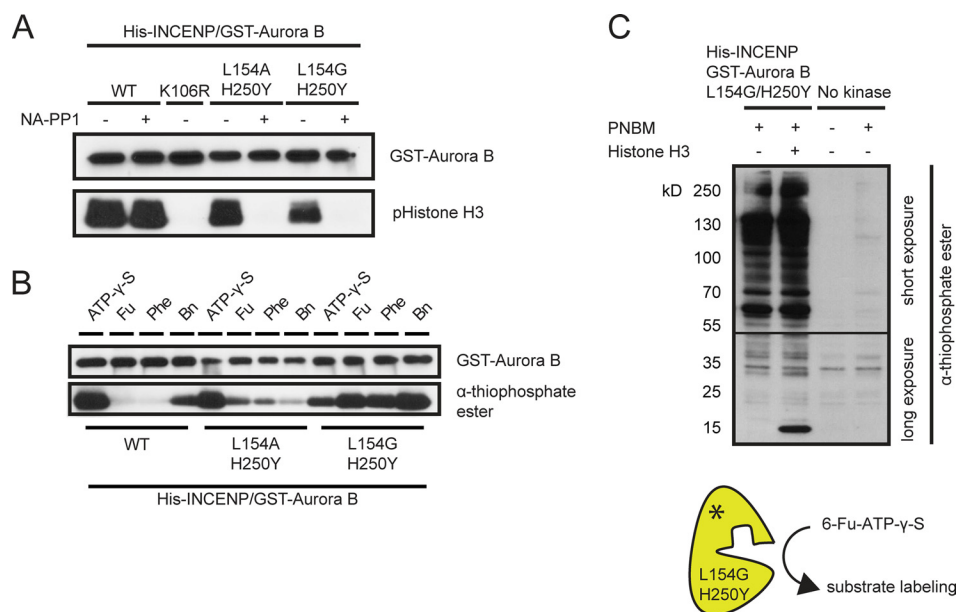 A
His-INCENP/GST-Aurora B
WT K106R L154A H250Y L154G H250Y
NA-PP1 - + - - + - +
GST-Aurora B
pHistone H3
B
ATP-γ-S Fu Phe Bn ATP-γ-S Fu Phe Bn ATP-γ-S Fu Phe Bn
GST-Aurora B
α-thiophosphate
ester
WT L154A L154G
H250Y H250Y
His-INCENP/GST-Aurora B
C
His-INCENP
GST-Aurora B
L154G/H250Y No kinase
PNBM + + - +
Histone H3 - + - -
kD 250
130
100
70
55
35
25
15
short exposure
long exposure
α-thiophosphate ester
*
L154G
H250Y
6-Fu-ATP-γ-S
substrate labeling